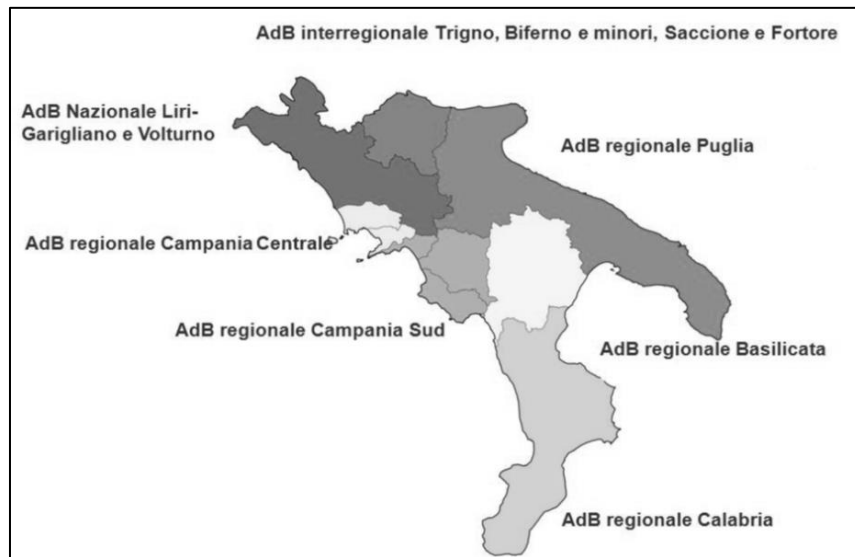 AdB interregionale Trigno, Biferno e minori, Saccione e Fortore
AdB Nazionale Liri-
Garigliano e Volturno
AdB regionale Puglia
AdB regionale Campania Centrale
AdB regionale Campania Sud
AdB regionale Basilicata
AdB regionale Calabria